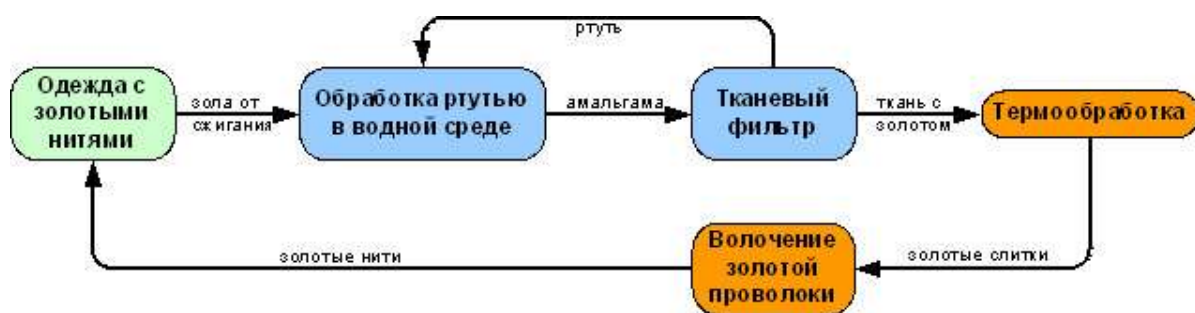 ртуть
Одежда с
золотыми
нитями
зола от
сжигания
Обработка ртутью
в водной среде
амальгама
Тканевый
фильтр
ткань с
золотом
Термообработка
золотые нити
Волочение
золотой
проволоки
золотые слитки